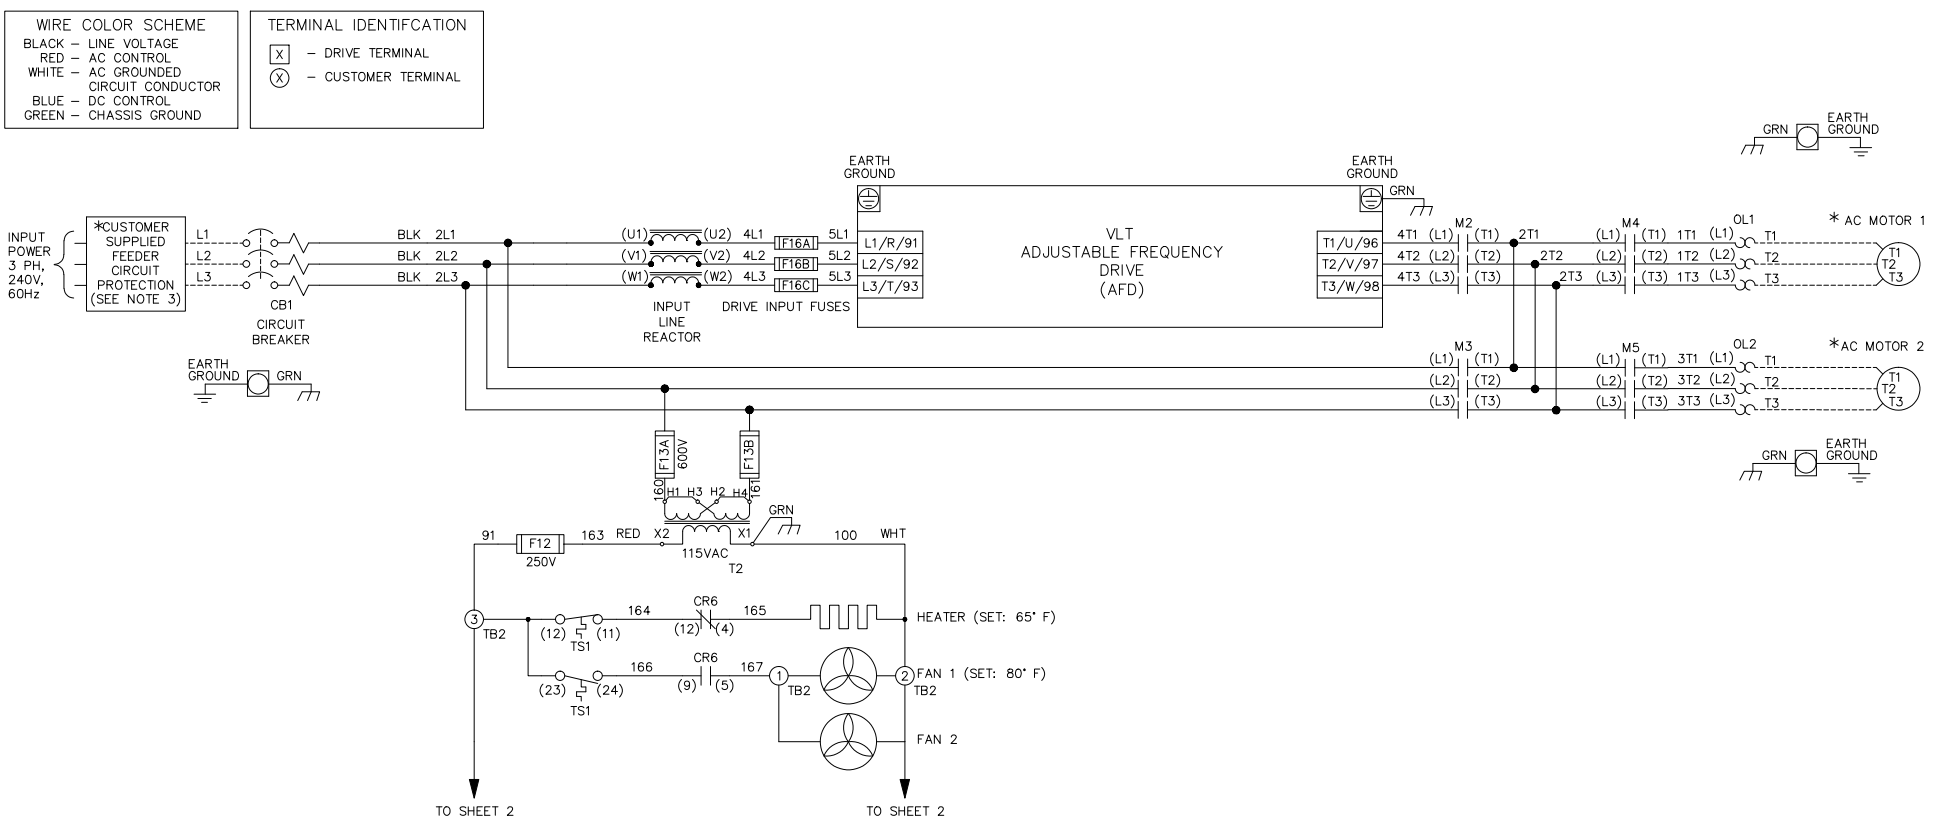 WIRE COLOR SCHEME
BLACK – LINE VOLTAGE
RED – AC CONTROL
WHITE – AC GROUNDED
CIRCUIT CONDUCTOR
BLUE – DC CONTROL
GREEN – CHASSIS GROUND
TERMINAL IDENTIFCATION
X – DRIVE TERMINAL
X – CUSTOMER TERMINAL
INPUT
POWER
3 PH,
240V,
60Hz
*CUSTOMER
SUPPLIED
FEEDER
CIRCUIT
PROTECTION
(SEE NOTE 3)
L1
L2
L3
CB1
CIRCUIT
BREAKER
EARTH
GROUND
GRN
BLK 2L1
BLK 2L2
BLK 2L3
(U1) (U2) 4L1 F16A 5L1
(V1) (V2) 4L2 F16B 5L2
(W1) (W2) 4L3 F16C 5L3
INPUT
LINE
REACTOR
DRIVE INPUT FUSES
EARTH
GROUND
L1/R/91
L2/S/92
L3/T/93
VLT
ADJUSTABLE FREQUENCY
DRIVE
(AFD)
EARTH
GROUND
GRN
T1/U/96
T2/V/97
T3/W/98
M2
4T1 (L1) (T1) 2T1
4T2 (L2) (T2) 2T2
4T3 (L3) (T3) 2T3
M4
(L1) (T1) 1T1 (L1) T1
(L2) (T2) 1T2 (L2) T2
(L3) (T3) 1T3 (L3) T3
OL1
GRN
EARTH
GROUND
* AC MOTOR 1
T1
T2
T3
M3
(L1) (T1)
(L2) (T2)
(L3) (T3)
M5
(L1) (T1) 3T1 (L1) T1
(L2) (T2) 3T2 (L2) T2
(L3) (T3) 3T3 (L3) T3
OL2
*AC MOTOR 2
T1
T2
T3
GRN
EARTH
GROUND
F13A
600V
F13B
160
161
H1 H3 H2 H4
GRN
91 F12 163 RED X2 X1 100 WHT
250V
115VAC
T2
3
TB2
(12) (11) 164 CR6 165
(12) (4)
TS1
HEATER (SET: 65° F)
(23) (24) 166 CR6 167
(9) (5)
TS1
1
TB2
2
TB2
FAN 1 (SET: 80° F)
FAN 2
TO SHEET 2
TO SHEET 2